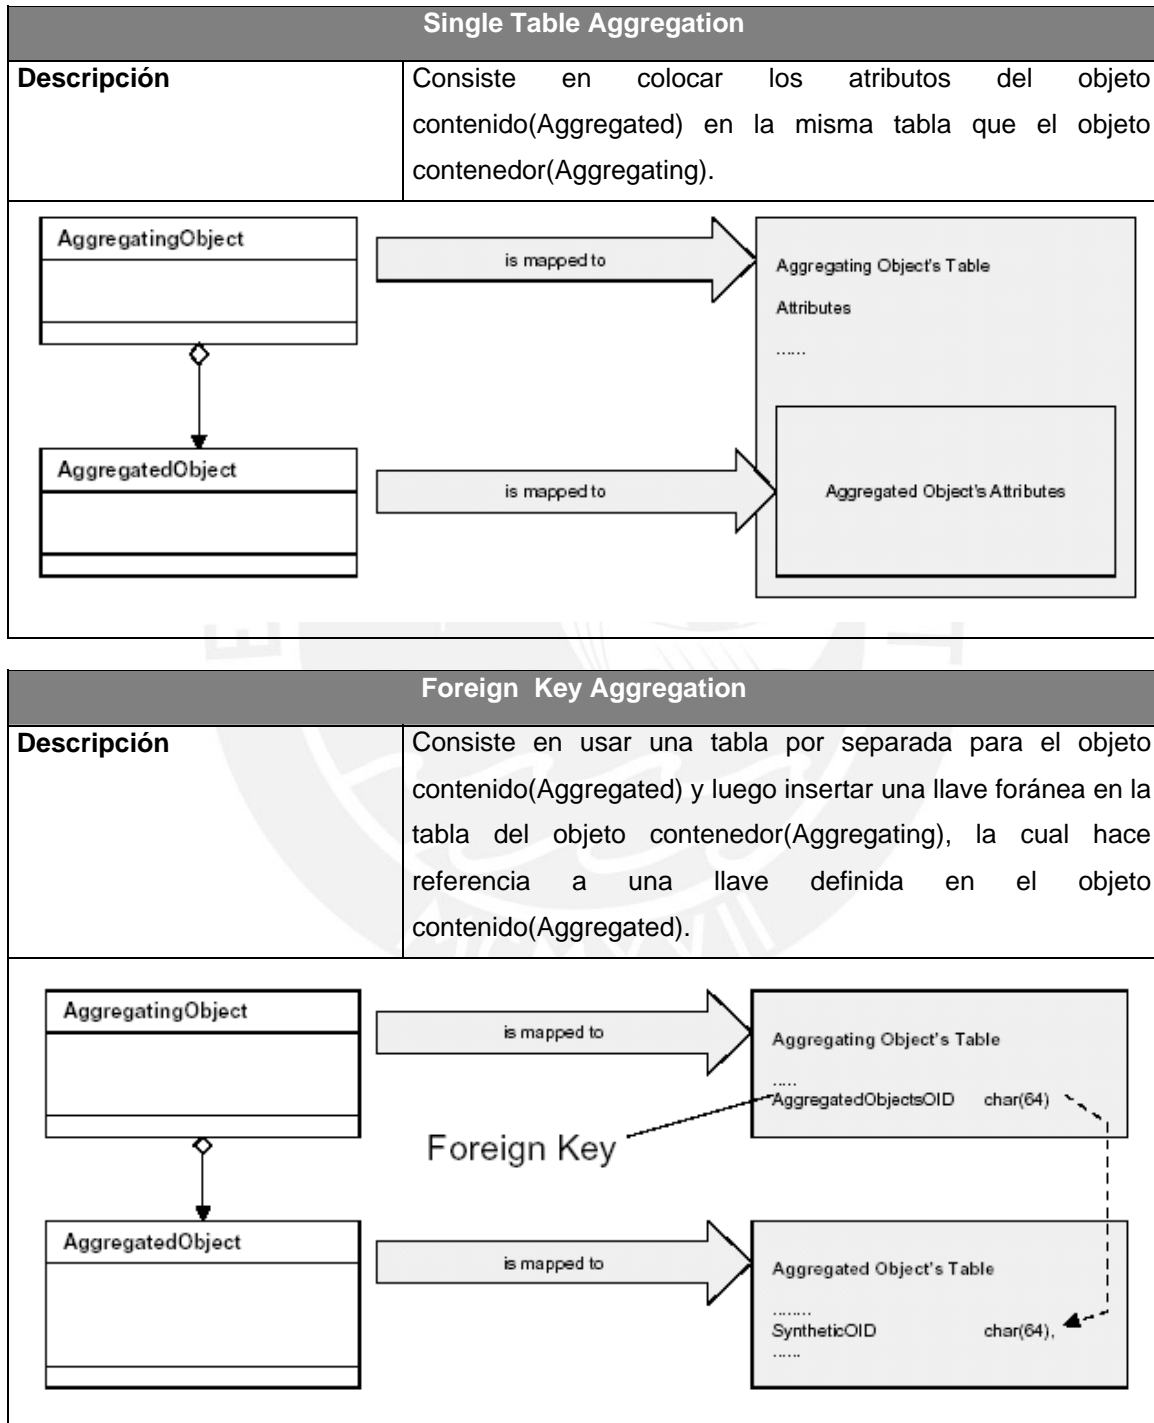 Single Table Aggregation
Descripción
Consiste en colocar los atributos del objeto
contenido(Aggregated) en la misma tabla que el objeto
contenedor(Aggregating).
AggregatingObject
is mapped to
Aggregating Object's Table
Attributes
......
AggregatedObject
is mapped to
Aggregated Object's Attributes
Foreign Key Aggregation
Descripción
Consiste en usar una tabla por separada para el objeto
contenido(Aggregated) y luego insertar una llave foránea en la
tabla del objeto contenedor(Aggregating), la cual hace
referencia a una llave definida en el objeto
contenido(Aggregated).
AggregatingObject
is mapped to
Aggregating Object's Table
.....
AggregatedObjectsOID char(64)
Foreign Key
AggregatedObject
is mapped to
Aggregated Object's Table
........
SyntheticOID char(64),
......